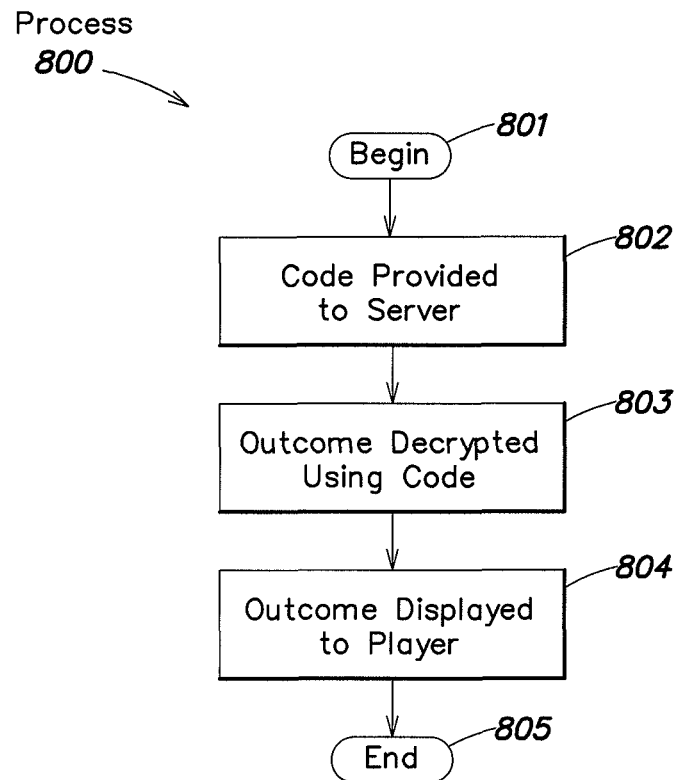 Process
800
801
Begin
802
Code Provided
to Server
803
Outcome Decrypted
Using Code
804
Outcome Displayed
to Player
805
End